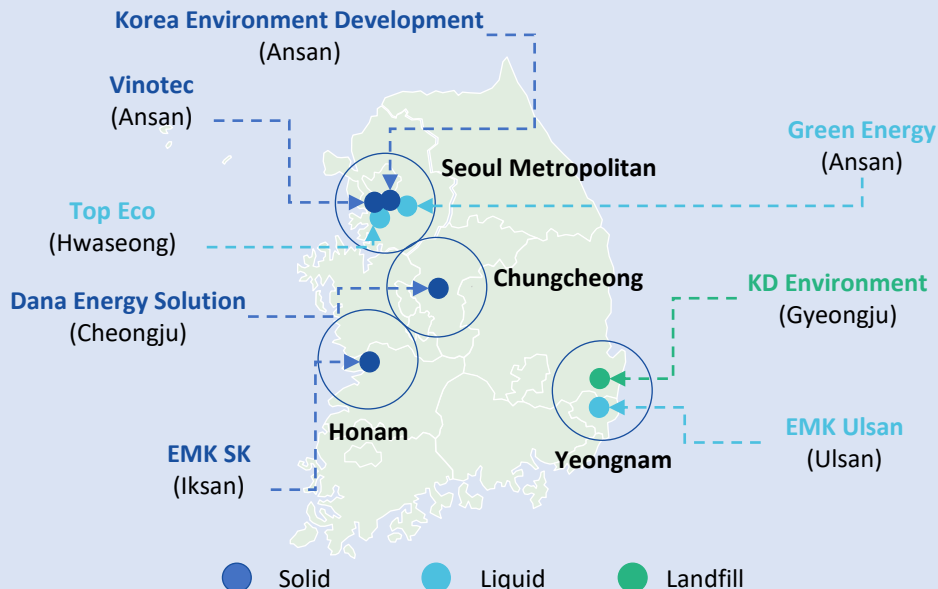 Korea Environment Development
(Ansan)
Vinotec
(Ansan)
Green Energy
(Ansan)
Seoul Metropolitan
Top Eco
(Hwaseong)
Chungcheong
KD Environment
(Gyeongju)
Dana Energy Solution
(Cheongju)
Honam
EMK SK
(Iksan)
Yeongnam
EMK Ulsan
(Ulsan)
Solid
Liquid
Landfill